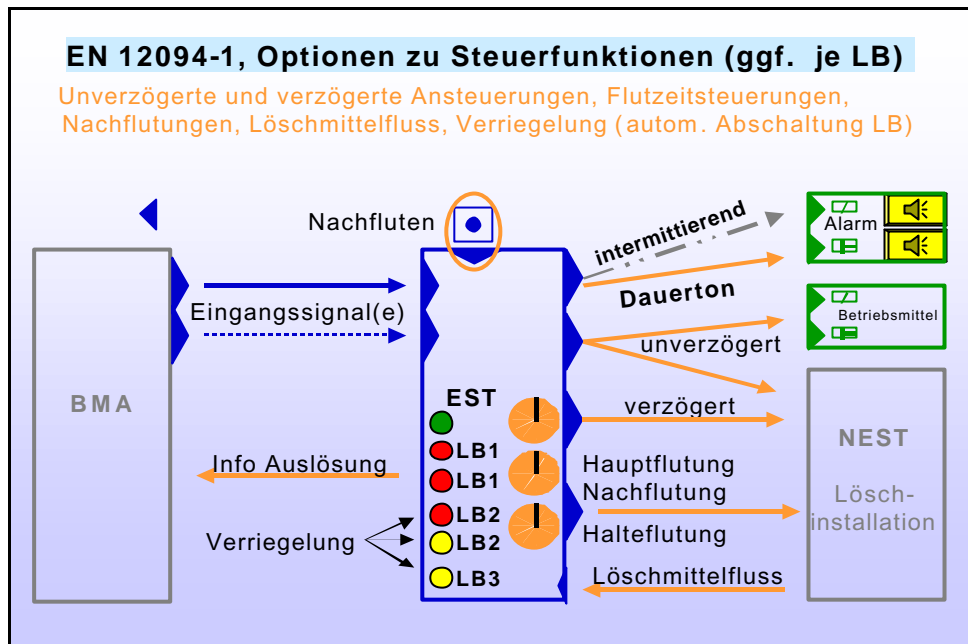 EN 12094-1, Optionen zu Steuerfunktionen (ggf. je LB)
Unverzögerte und verzögerte Ansteuerungen, Flutzeitsteuerungen,
Nachflutungen, Löschmittelfluss, Verriegelung (autom. Abschaltung LB)
Nachfluten
intermittierend
Alarm
Dauerton
Eingangssignal(e)
Betriebsmittel
unverzögert
BMA
EST
verzögert
NEST
LB1
Info Auslösung
Hauptflutung
LB1
Nachflutung
Lösch-
installation
LB2
Verriegelung
LB2
Halteflutung
LB3
Löschmittelfluss